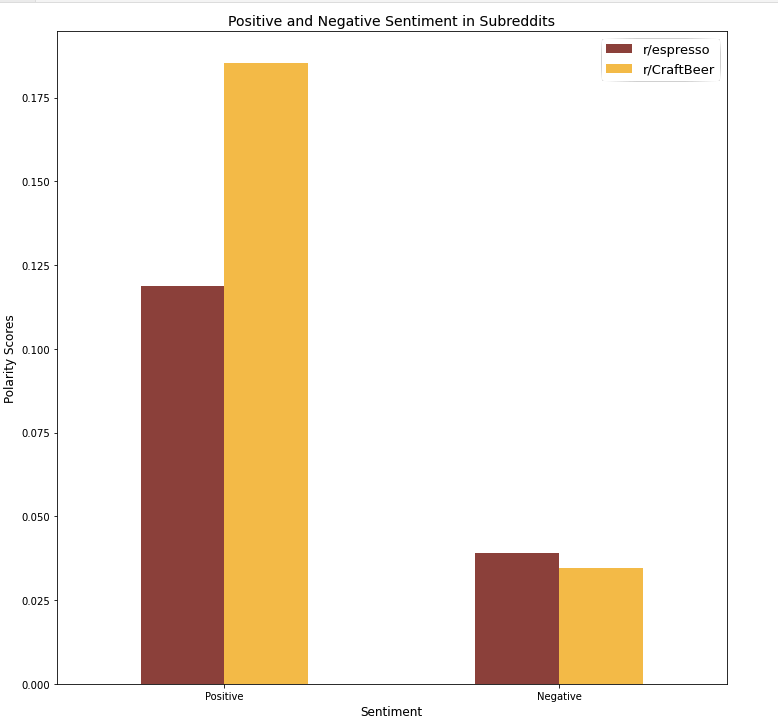 Positive and Negative Sentiment in Subreddits
r/espresso
r/CraftBeer
Polarity Scores
0.175
0.150
0.125
0.100
0.075
0.050
0.025
0.000
Positive
Negative
Sentiment